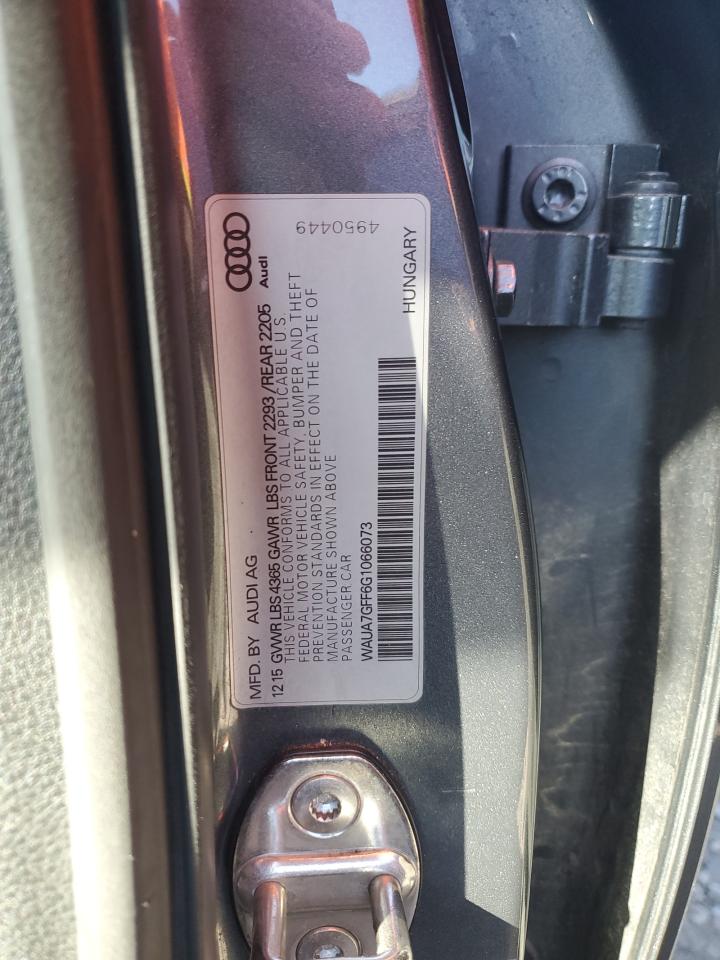 Audi
4950449
MFD. BY AUDI AG
12 15 GVWR LBS 4365 GAWR LBS FRONT 2293 / REAR 2205
THIS VEHICLE CONFORMS TO ALL APPLICABLE U.S.
FEDERAL MOTOR VEHICLE SAFETY, BUMPER AND THEFT
PREVENTION STANDARDS IN EFFECT ON THE DATE OF
MANUFACTURE SHOWN ABOVE
PASSENGER CAR
WAUA7GFF6G1066073
HUNGARY